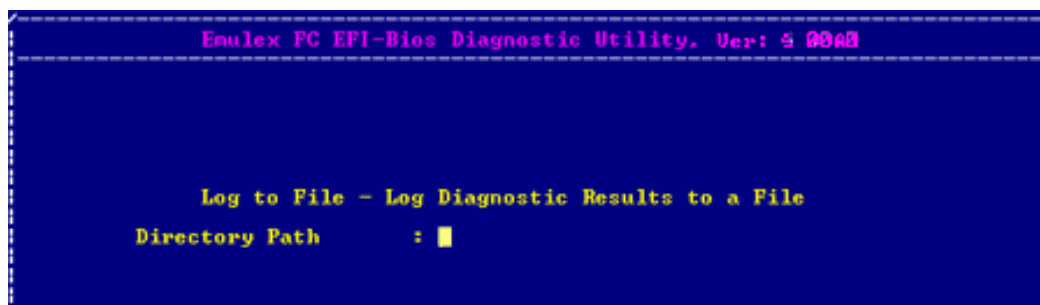 Emulex FC EFI-Bios Diagnostic Utility, Ver:
Log to File - Log Diagnostic Results to a File
Directory Path :